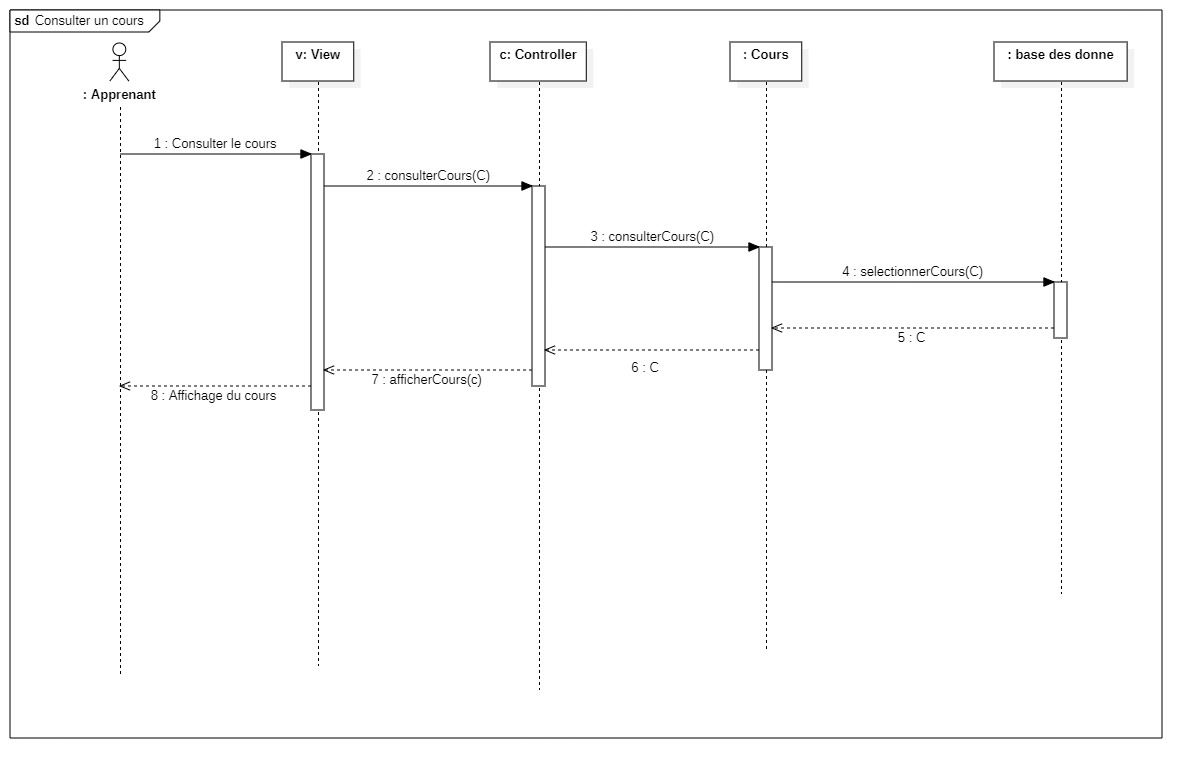 sd Consulter un cours
: Apprenant
v: View
c: Controller
: Cours
: base des donne
1 : Consulter le cours
2 : consulterCours(C)
3 : consulterCours(C)
4 : selectionnerCours(C)
5 : C
6 : C
7 : afficherCours(c)
8 : Affichage du cours